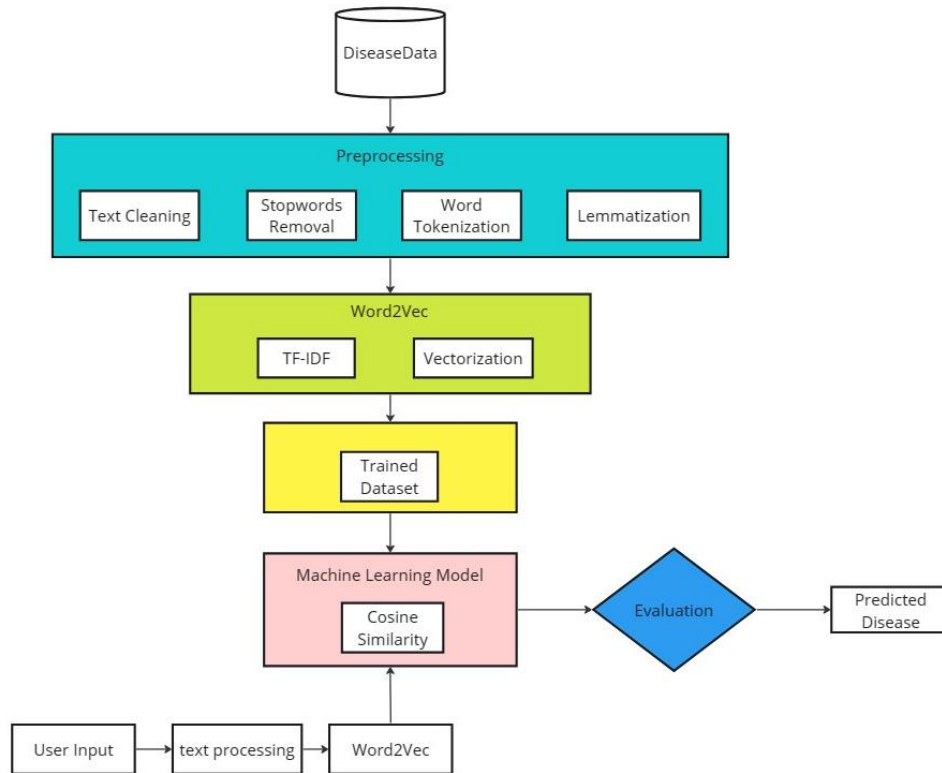 DiseaseData
Preprocessing
Text Cleaning
Stopwords
Removal
Word
Tokenization
Lemmatization
Word2Vec
TF-IDF
Vectorization
Trained
Dataset
Machine Learning Model
Cosine
Similarity
Evaluation
Predicted
Disease
User Input
text processing
Word2Vec